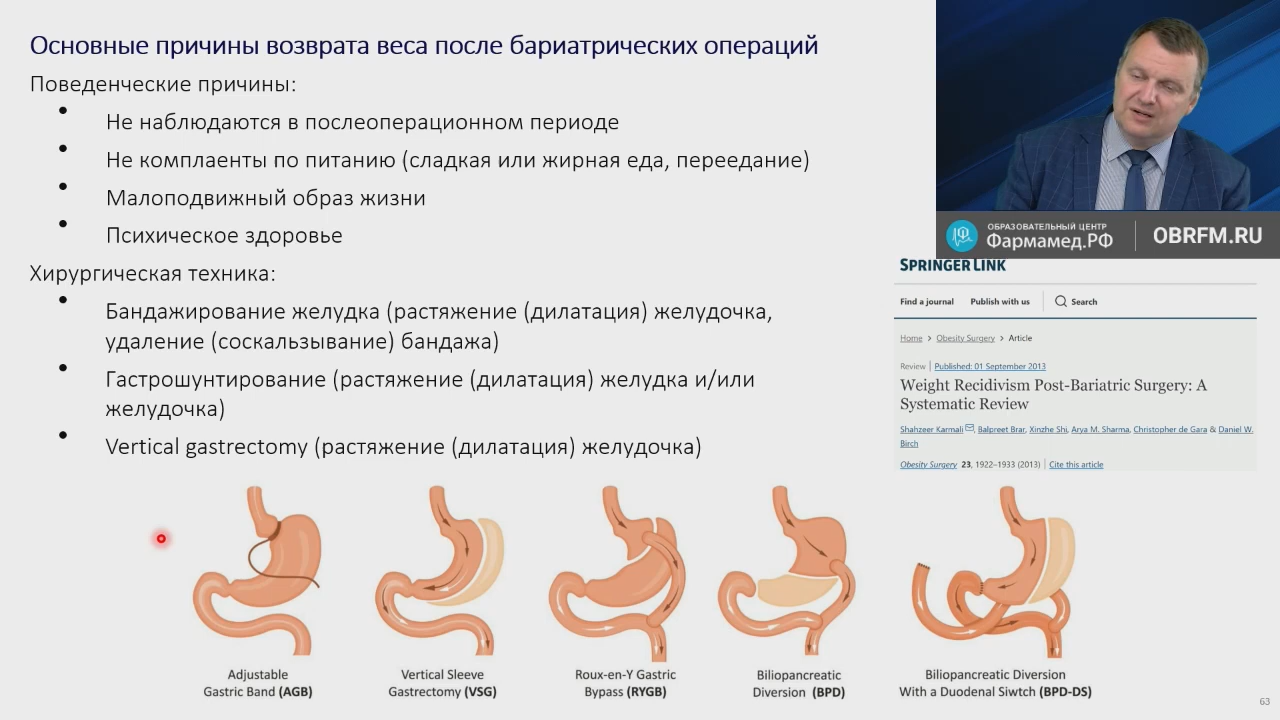 Основные причины возврата веса после бариатрических операций
Поведенческие причины:
• Не наблюдаются в послеоперационном периоде
• Не комплаенты по питанию (сладкая или жирная еда, переедание)
• Малоподвижный образ жизни
• Психическое здоровье
Хирургическая техника:
• Бандажирование желудка (растяжение (дилатация) желудочка,
удаление (соскальзывание) бандажа)
• Гастрошунтирование (растяжение (дилатация) желудка и/или
желудочка)
• Vertical gastrectomy (растяжение (дилатация) желудочка)
ОБРАЗОВАТЕЛЬНЫЙ ЦЕНТР
Фармамед.РФ
OBRFM.RU
SPRINGER LINK
Find a journal Publish with us Search
Home > Obesity Surgery > Article
Review | Published: 01 September 2013
Weight Recidivism Post-Bariatric Surgery: A
Systematic Review
Shahzeer Karmali, Balpreet Brar, Xinzhe Shi, Arya M. Sharma, Christopher de Gara & Daniel W.
Birch
Obesity Surgery 23, 1922–1933 (2013) | Cite this article
Adjustable
Gastric Band (AGB)
Vertical Sleeve
Gastrectomy (VSG)
Roux-en-Y Gastric
Bypass (RYGB)
Biliopancreatic
Diversion (BPD)
Biliopancreatic Diversion
With a Duodenal Siwtch (BPD-DS)
63